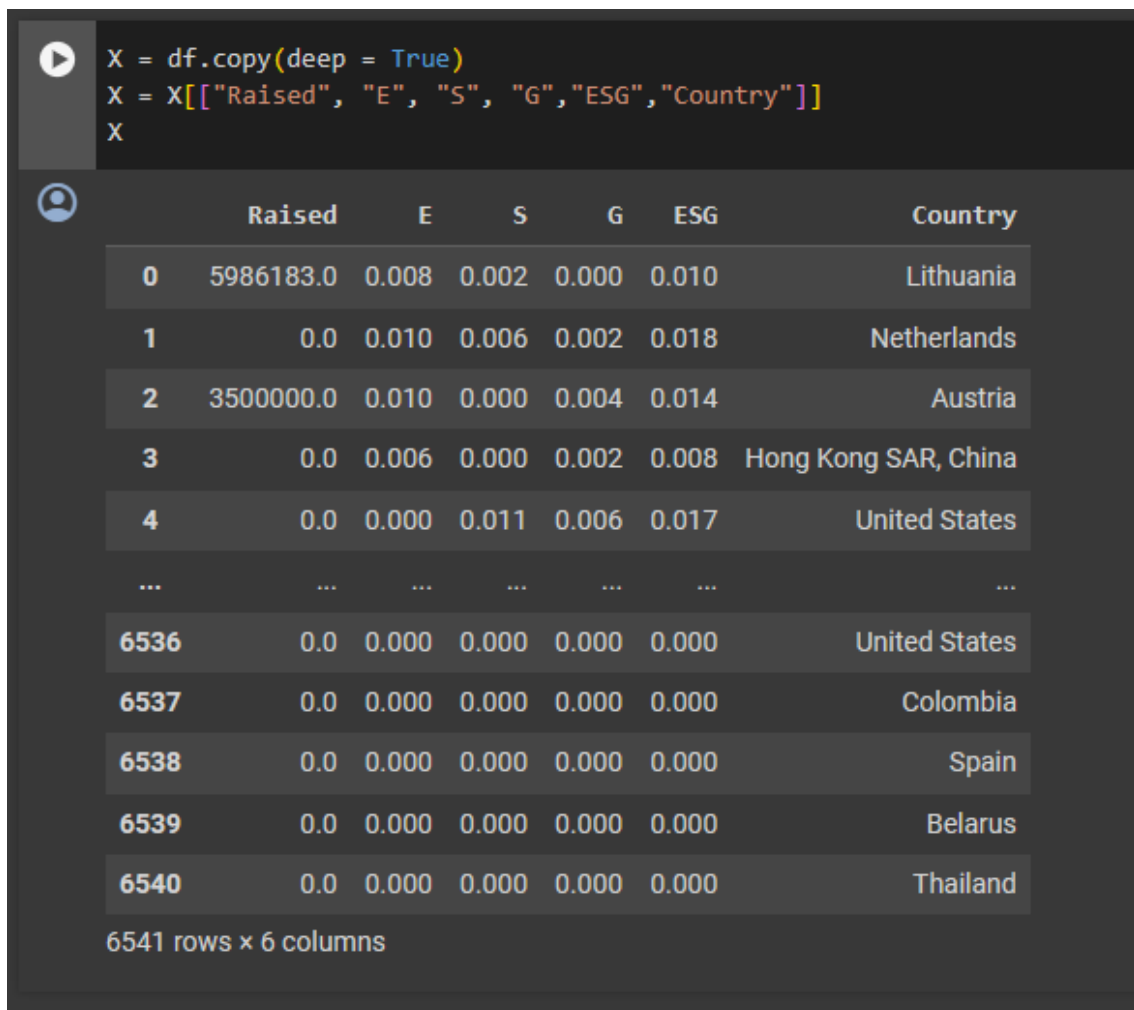 X = df.copy(deep = True)
X = X[["Raised", "E", "S", "G","ESG","Country"]]
X
Raised E S G ESG Country
0 5986183.0 0.008 0.002 0.000 0.010 Lithuania
1 0.0 0.010 0.006 0.002 0.018 Netherlands
2 3500000.0 0.010 0.000 0.004 0.014 Austria
3 0.0 0.006 0.000 0.002 0.008 Hong Kong SAR, China
4 0.0 0.000 0.011 0.006 0.017 United States
... ... ... ... ... ... ...
6536 0.0 0.000 0.000 0.000 0.000 United States
6537 0.0 0.000 0.000 0.000 0.000 Colombia
6538 0.0 0.000 0.000 0.000 0.000 Spain
6539 0.0 0.000 0.000 0.000 0.000 Belarus
6540 0.0 0.000 0.000 0.000 0.000 Thailand
6541 rows × 6 columns